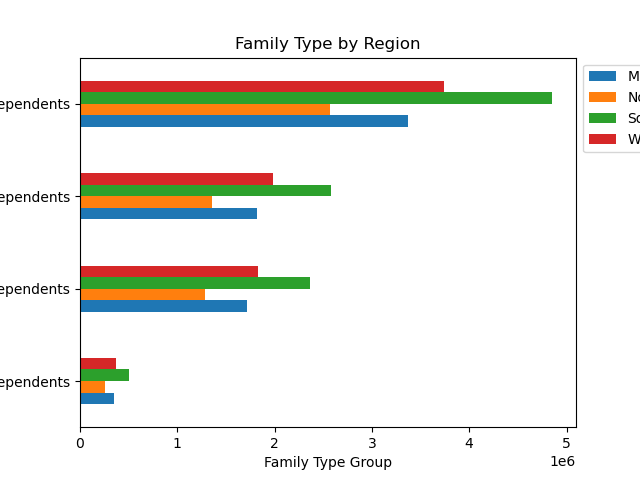 Family Type by Region
ependents
ependents
ependents
ependents
M
No
So
W
0 1 2 3 4 5
1e6
Family Type Group